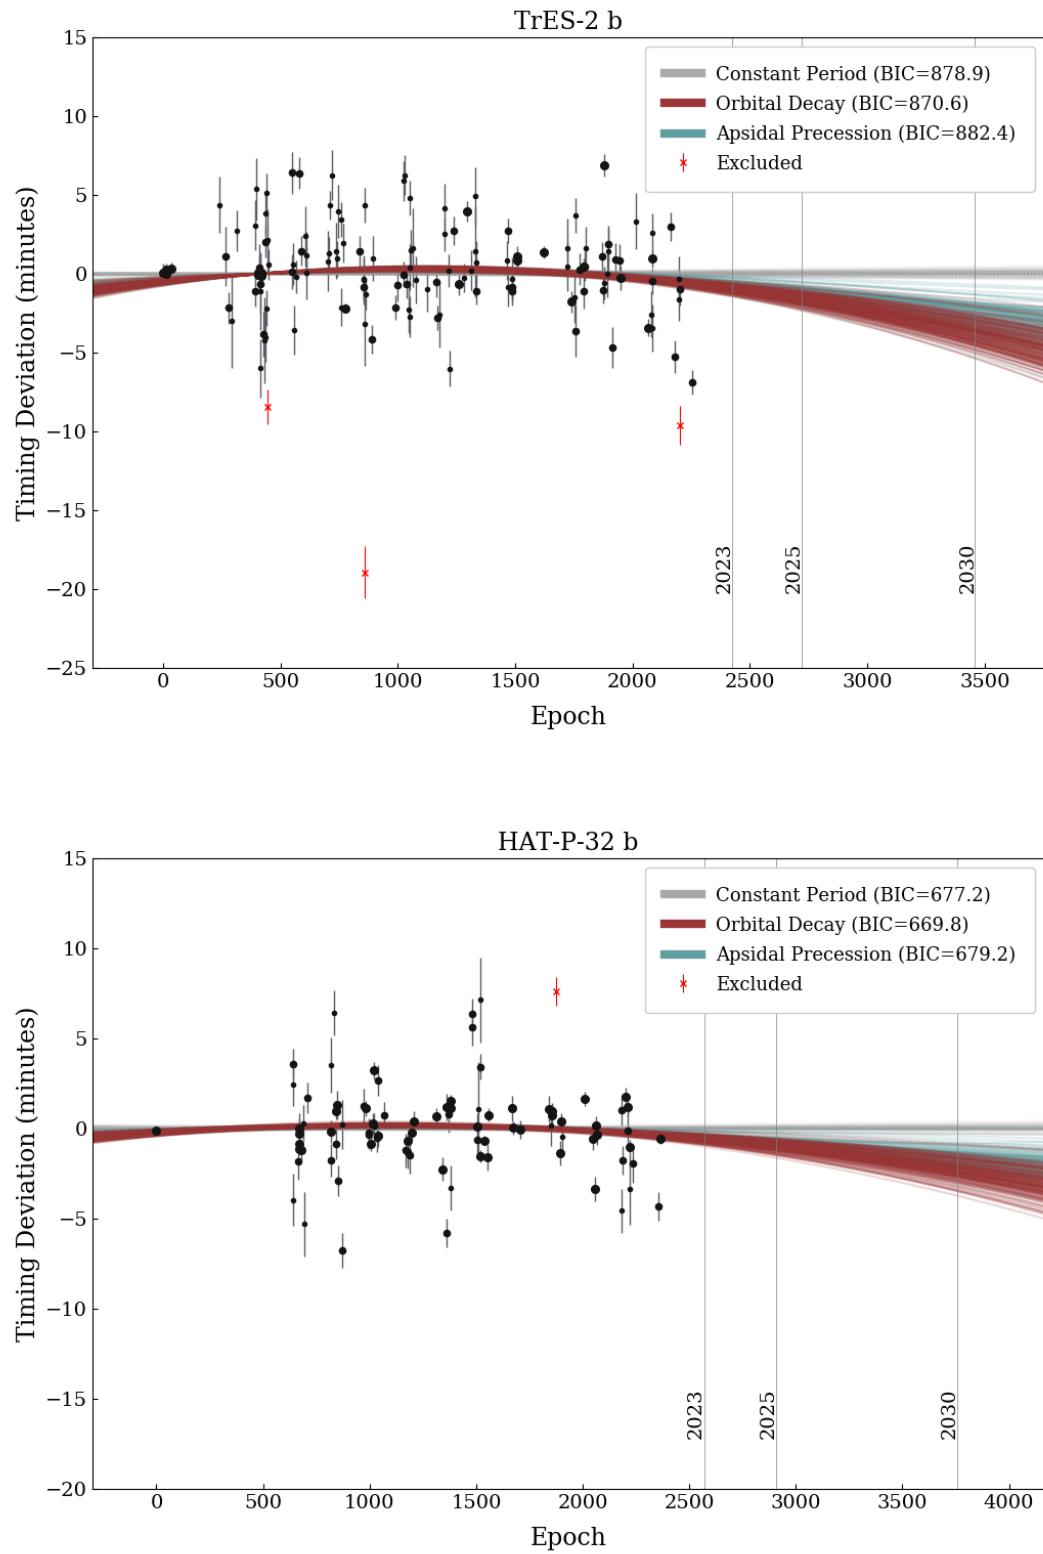 TrES-2 b
15
10
5
0
−5
−10
−15
−20
−25
Timing Deviation (minutes)
Constant Period (BIC=878.9)
Orbital Decay (BIC=870.6)
Apsidal Precession (BIC=882.4)
Excluded
2023
2025
2030
0 500 1000 1500 2000 2500 3000 3500
Epoch
HAT-P-32 b
15
10
5
0
−5
−10
−15
−20
Timing Deviation (minutes)
Constant Period (BIC=677.2)
Orbital Decay (BIC=669.8)
Apsidal Precession (BIC=679.2)
Excluded
2023
2025
2030
0 500 1000 1500 2000 2500 3000 3500 4000
Epoch